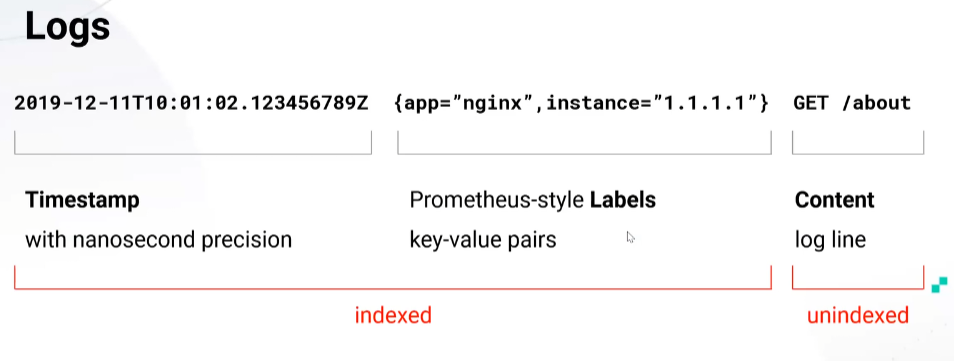 Logs
2019-12-11T10:01:02.123456789Z {app="nginx",instance="1.1.1.1"} GET /about
Timestamp Prometheus-style Labels Content
with nanosecond precision key-value pairs log line
indexed unindexed